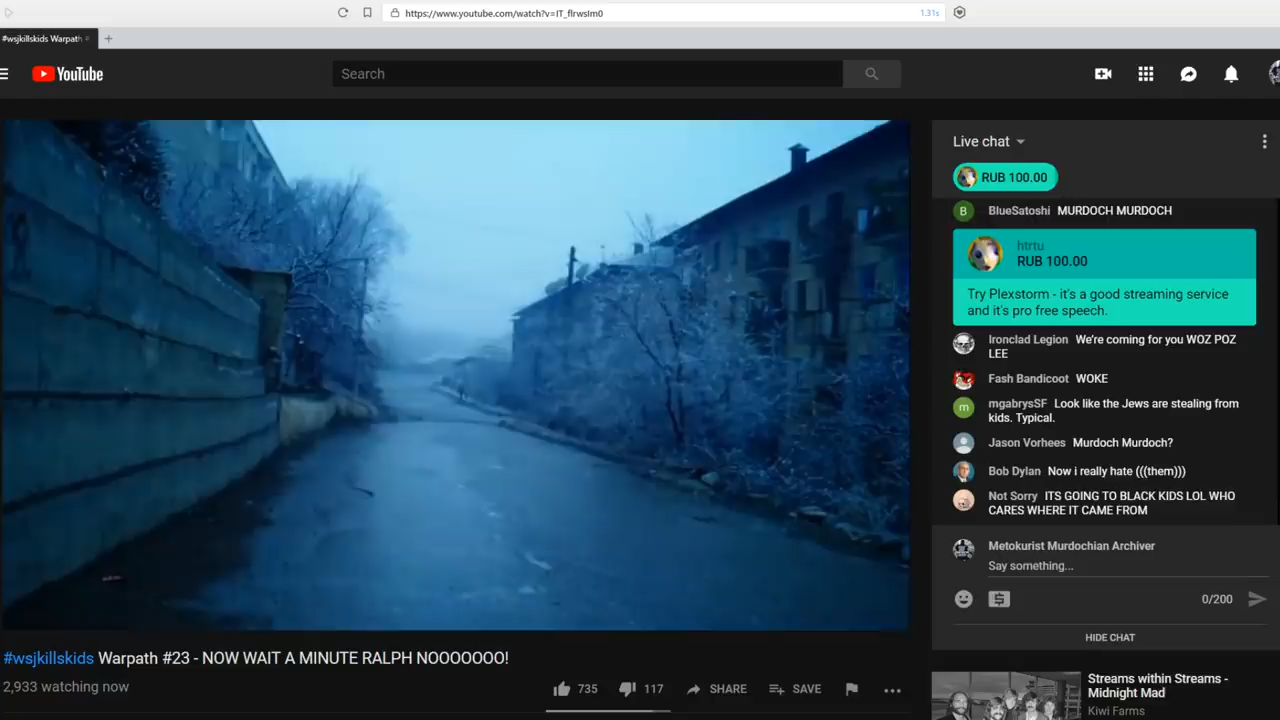 https://www.youtube.com/watch?v=IT_flrwsIm0
1.31s
#wsjkillskids Warpath
YouTube
Search
Live chat
RUB 100.00
BlueSatoshi MURDOCH MURDOCH
htrtu
RUB 100.00
Try Plexstorm - it's a good streaming service
and it's pro free speech.
Ironclad Legion We're coming for you WOZ POZ
LEE
Fash Bandicoot WOKE
mgabrysSF Look like the Jews are stealing from
kids. Typical.
Jason Vorhees Murdoch Murdoch?
Bob Dylan Now i really hate (((them)))
Not Sorry ITS GOING TO BLACK KIDS LOL WHO
CARES WHERE IT CAME FROM
Metokurist Murdochian Archiver
Say something...
0/200
HIDE CHAT
#wsjkillskids Warpath #23 - NOW WAIT A MINUTE RALPH NOOOOOOO!
2,933 watching now
735
117
SHARE
SAVE
Streams within Streams -
Midnight Mad
Kiwi Farms